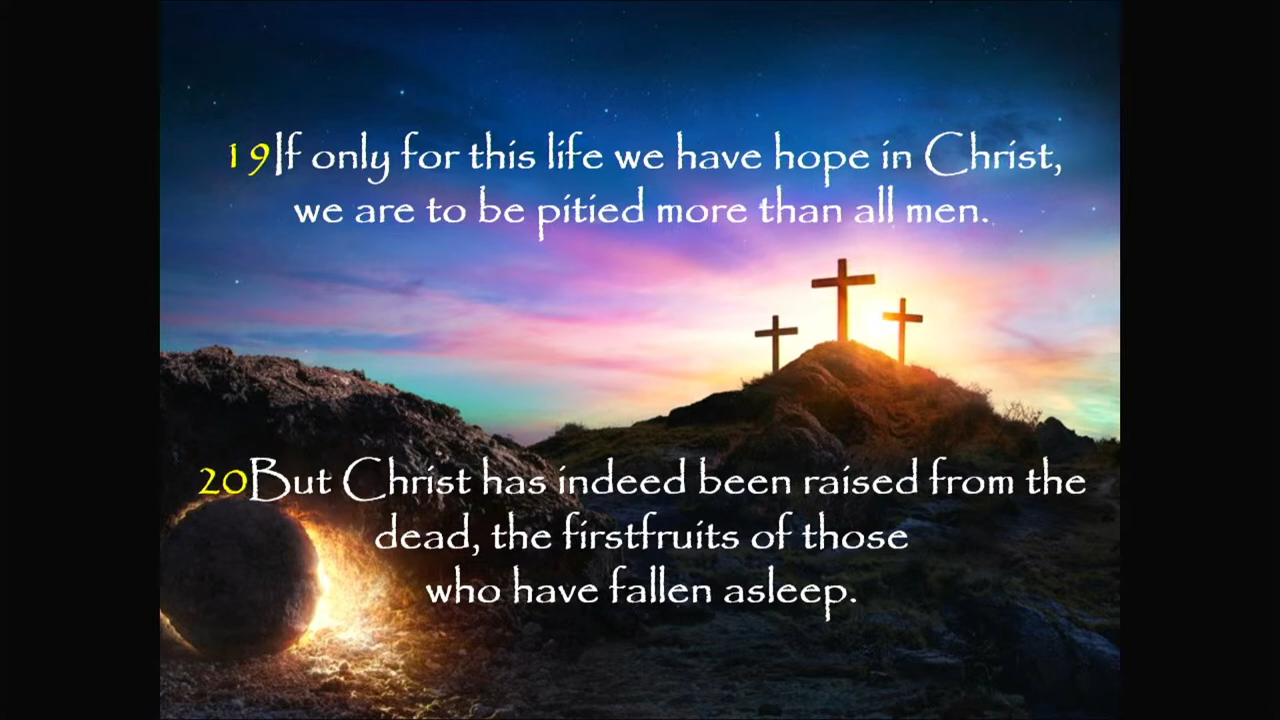 19If only for this life we have hope in Christ,
we are to be pitied more than all men.
20But Christ has indeed been raised from the
dead, the firstfruits of those
who have fallen asleep.